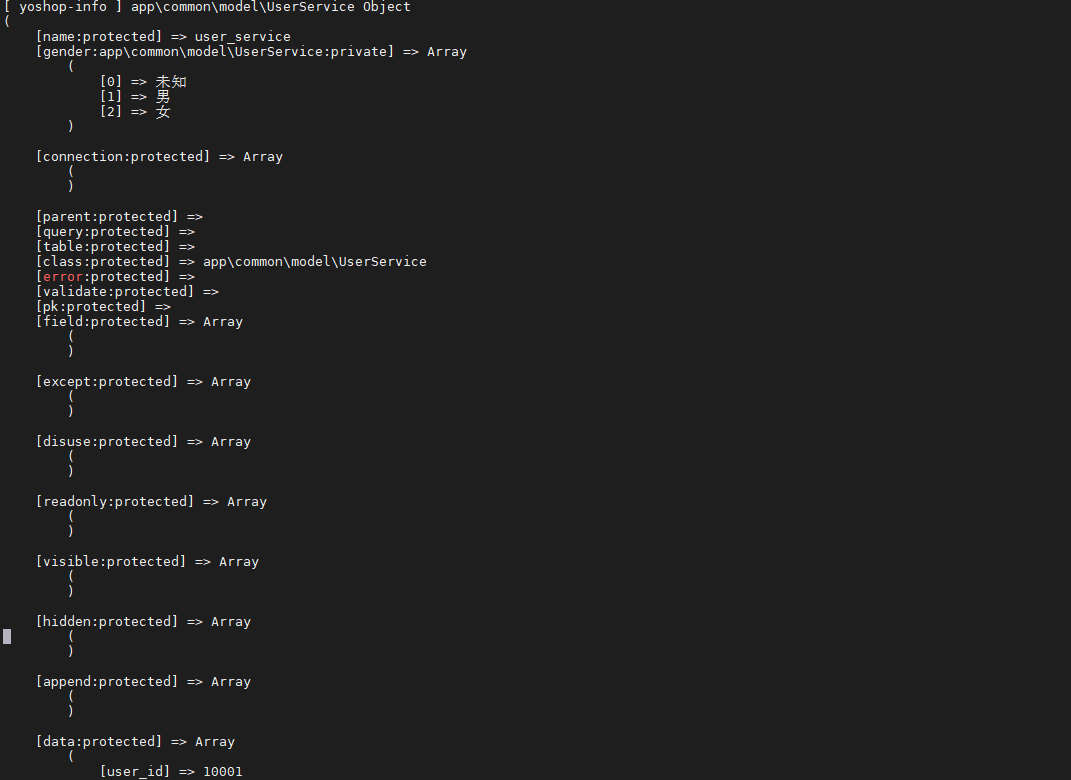 [ yoshop-info ] app\common\model\UserService Object
(
    [name:protected] => user_service
    [gender:app\common\model\UserService:private] => Array
        (
            [0] => 未知
            [1] => 男
            [2] => 女
        )
    [connection:protected] => Array
        (
        )
    [parent:protected] =>
    [query:protected] =>
    [table:protected] =>
    [class:protected] => app\common\model\UserService
    [error:protected] =>
    [validate:protected] =>
    [pk:protected] =>
    [field:protected] => Array
        (
        )
    [except:protected] => Array
        (
        )
    [disuse:protected] => Array
        (
        )
    [readonly:protected] => Array
        (
        )
    [visible:protected] => Array
        (
        )
    [hidden:protected] => Array
        (
        )
    [append:protected] => Array
        (
        )
    [data:protected] => Array
        (
            [user_id] => 10001